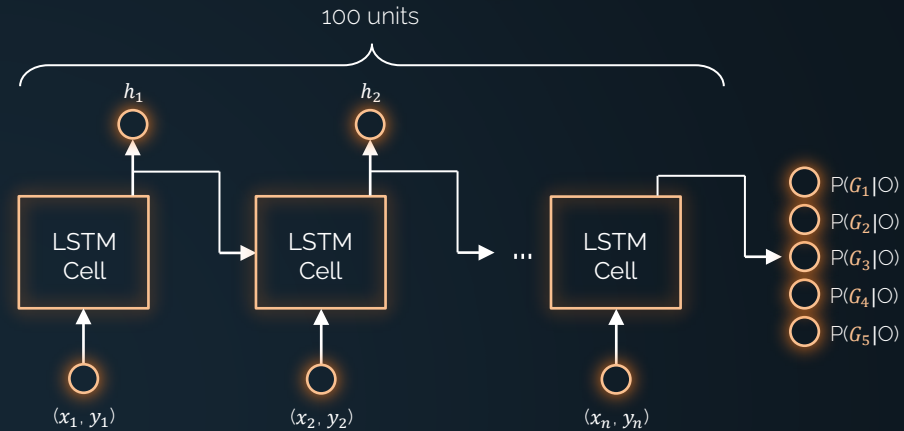 100 units
h₁
h₂
LSTM
Cell
LSTM
Cell
...
LSTM
Cell
P(G₁|O)
P(G₂|O)
P(G₃|O)
P(G₄|O)
P(G₅|O)
(x₁, y₁)
(x₂, y₂)
(xₙ, yₙ)